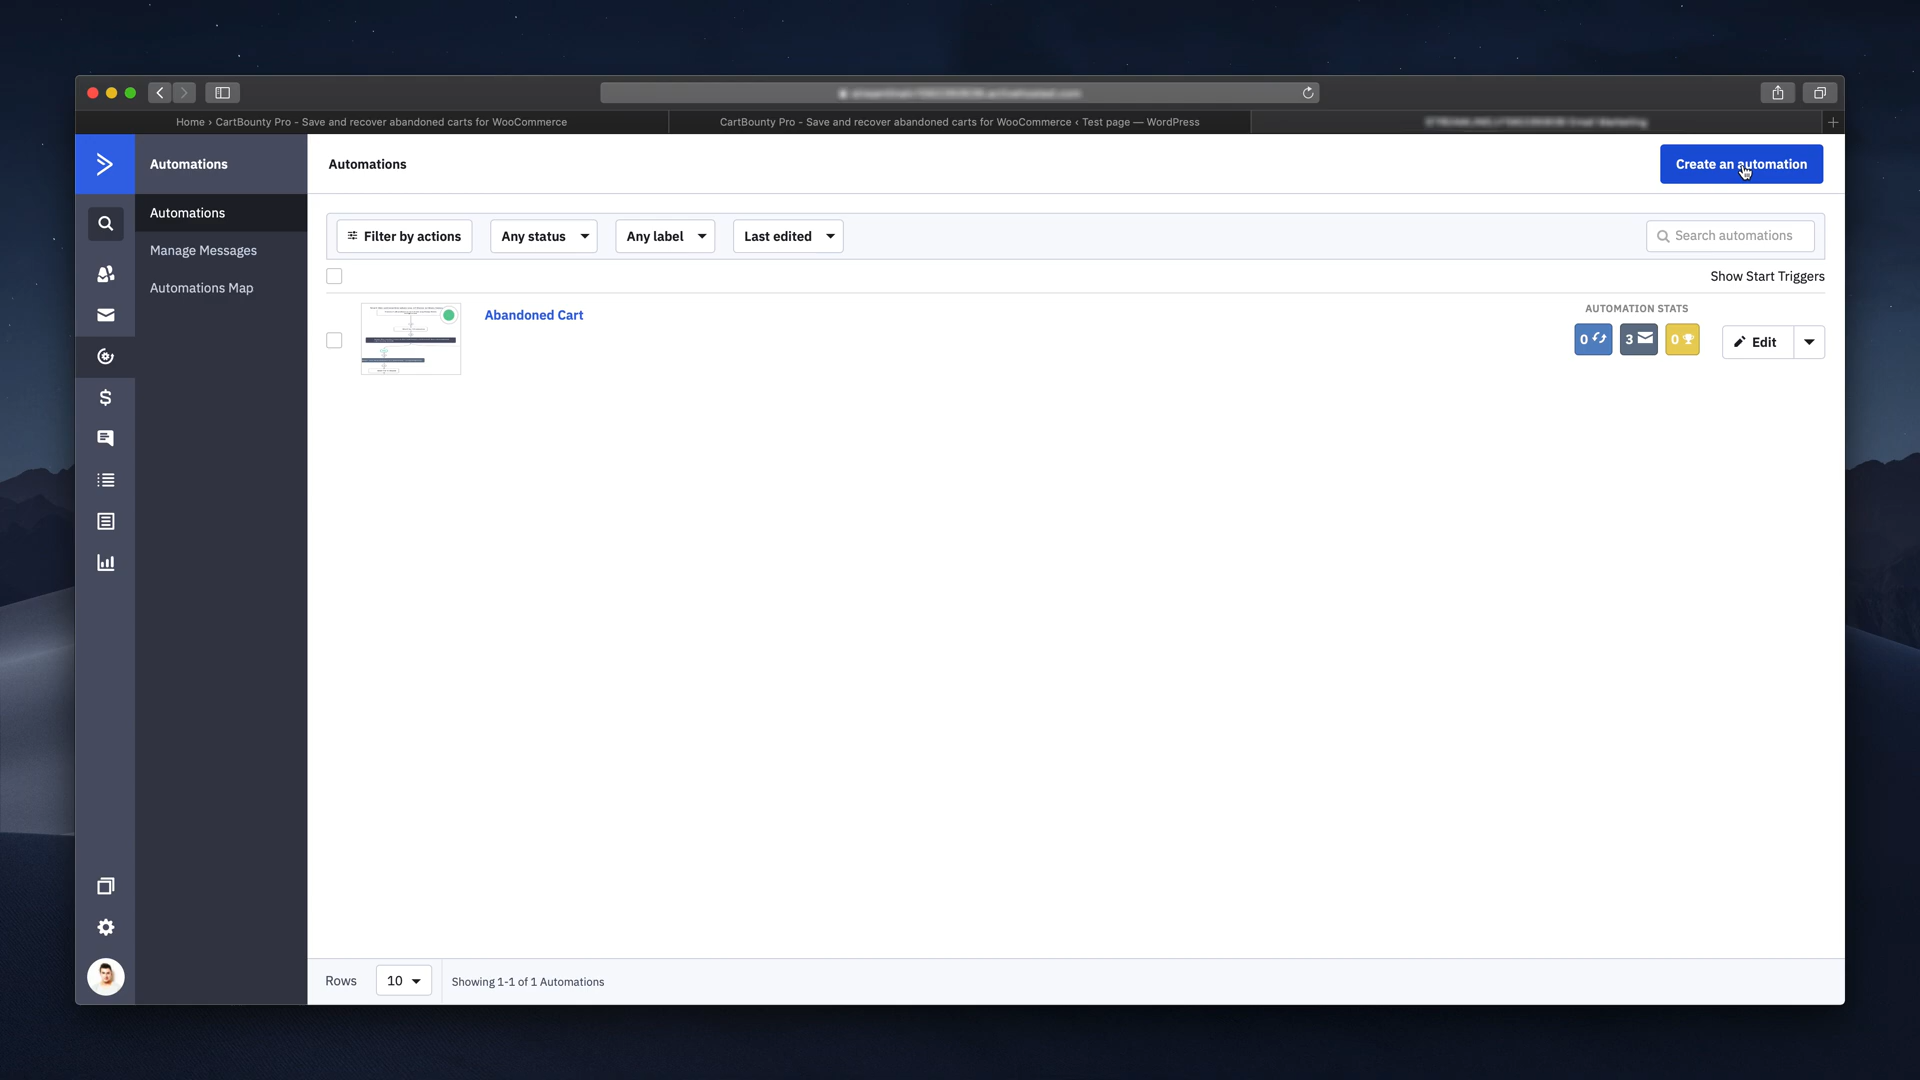 Home › CartBounty Pro - Save and recover abandoned carts for WooCommerce
CartBounty Pro - Save and recover abandoned carts for WooCommerce ‹ Test page — WordPress
Automations
Automations
Create an automation
Automations
Manage Messages
Automations Map
Filter by actions
Any status
Any label
Last edited
Search automations
Show Start Triggers
Abandoned Cart
AUTOMATION STATS
0
3
0
Edit
Rows
10
Showing 1-1 of 1 Automations